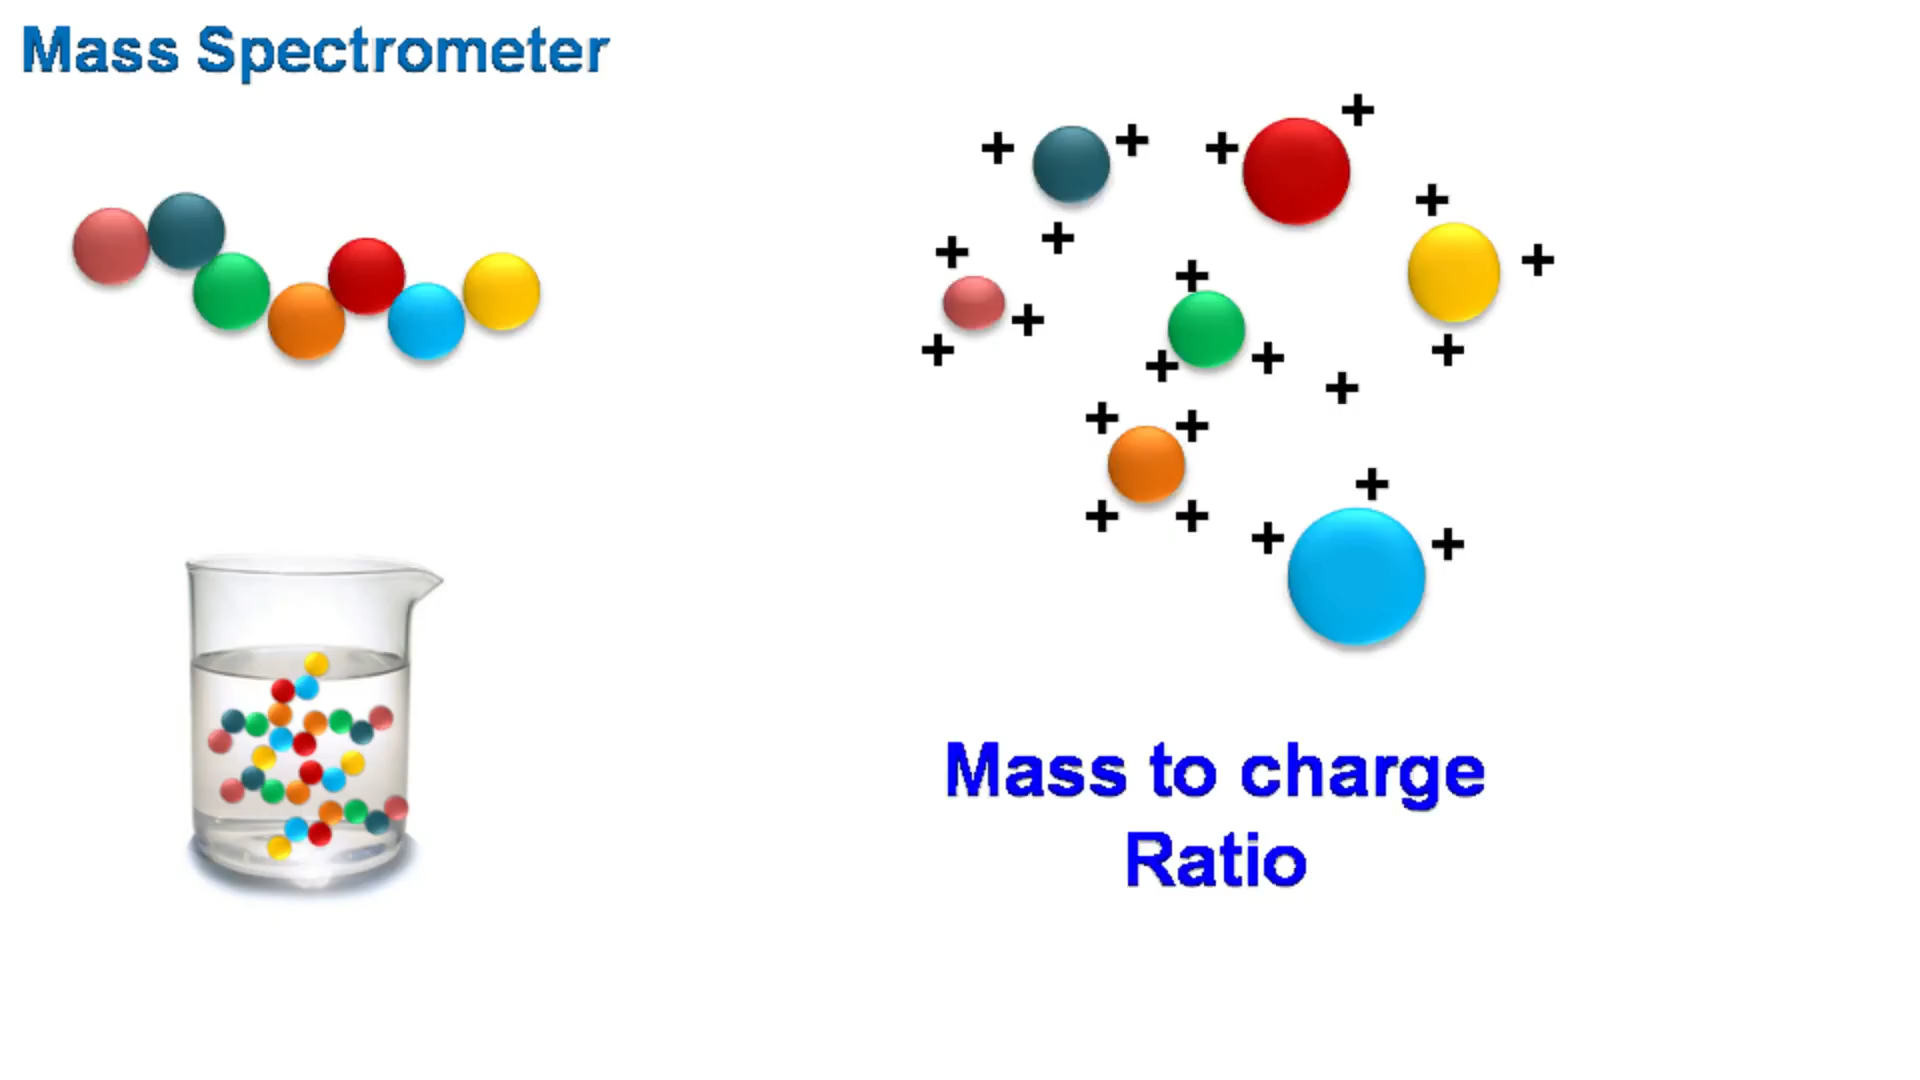 Mass Spectrometer
+ +
+ +
+
+ +
+ +
+ +
+ + +
+
+ +
+ +
+
+ +
Mass to charge
Ratio